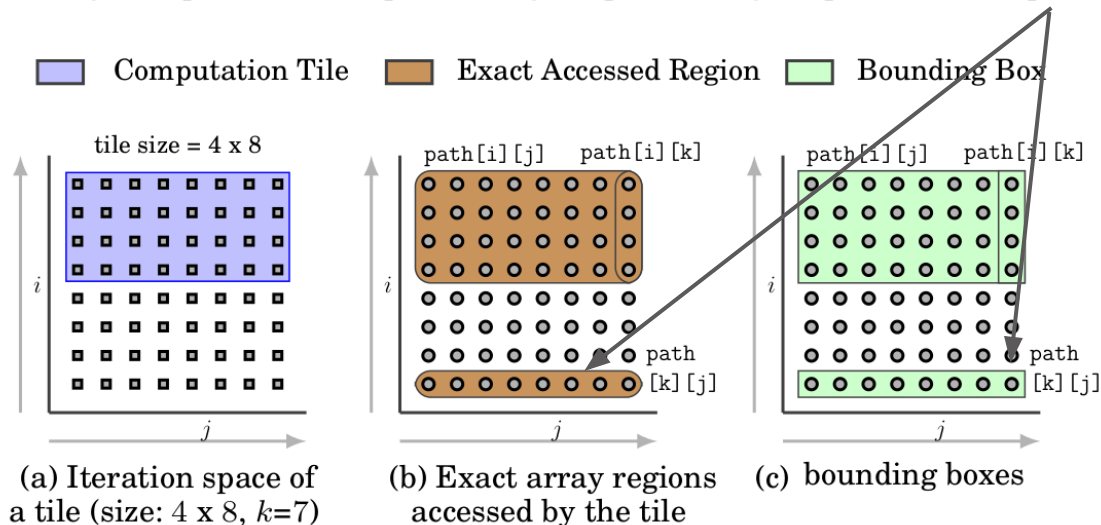 Computation Tile
Exact Accessed Region
Bounding Box
tile size = 4 x 8
i
j
(a) Iteration space of
a tile (size: 4 x 8, k=7)
path[i][j]
path[i][k]
i
path
[k][j]
j
(b) Exact array regions
accessed by the tile
path[i][j]
path[i][k]
i
path
[k][j]
j
(c) bounding boxes